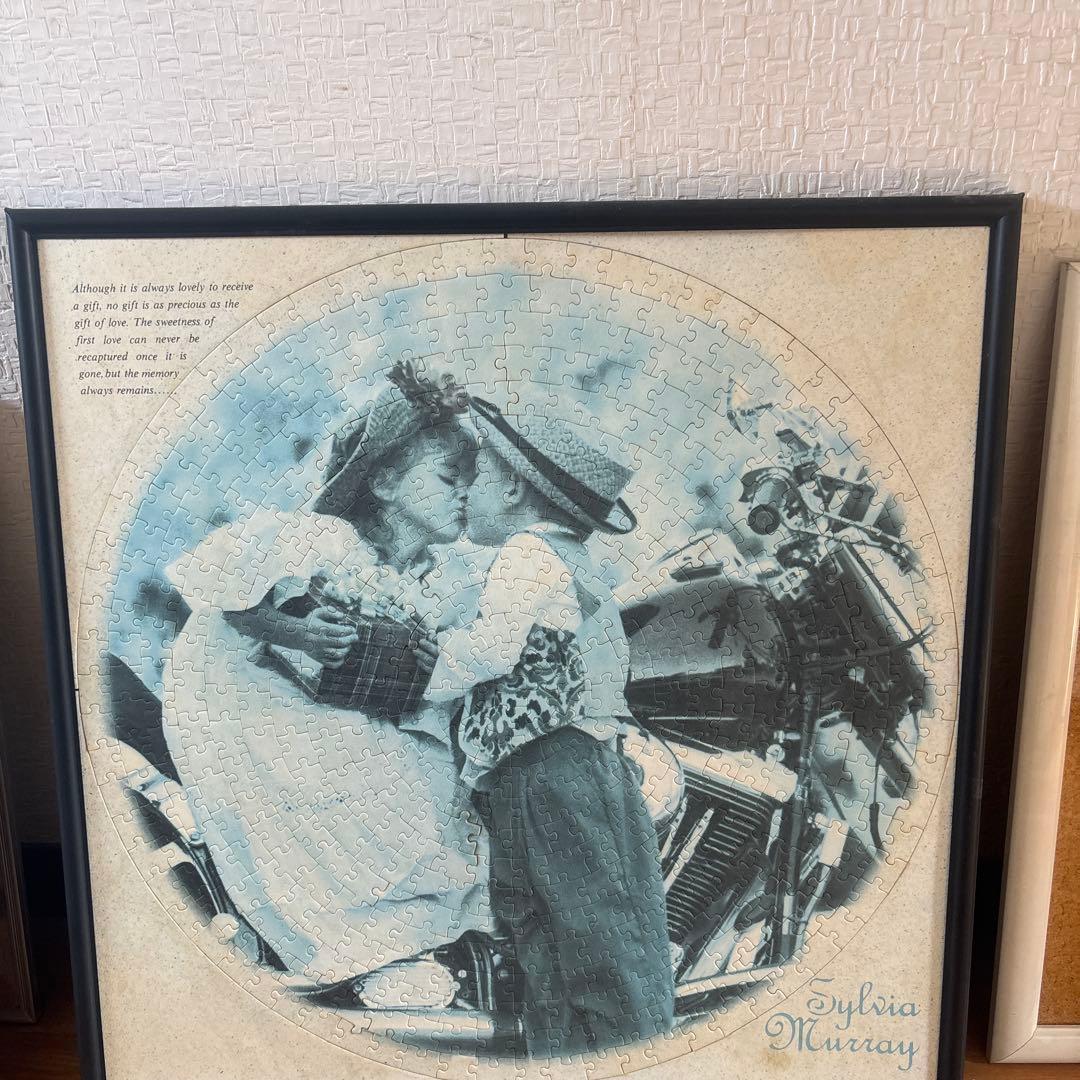 Although it is always lovely to receive
a gift, no gift is as precious as the
gift of love. The sweetness of
first love can never be
recaptured once it is
gone, but the memory
always remains......
Sylvia
Murray